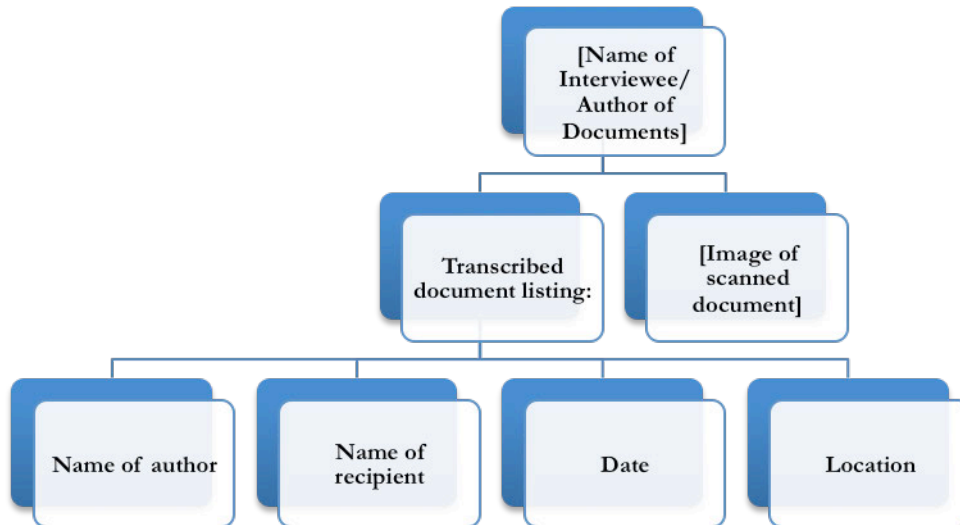 [Name of
Interviewee/
Author of
Documents]
Transcribed
document listing:
[Image of
scanned
document]
Name of author
Name of
recipient
Date
Location